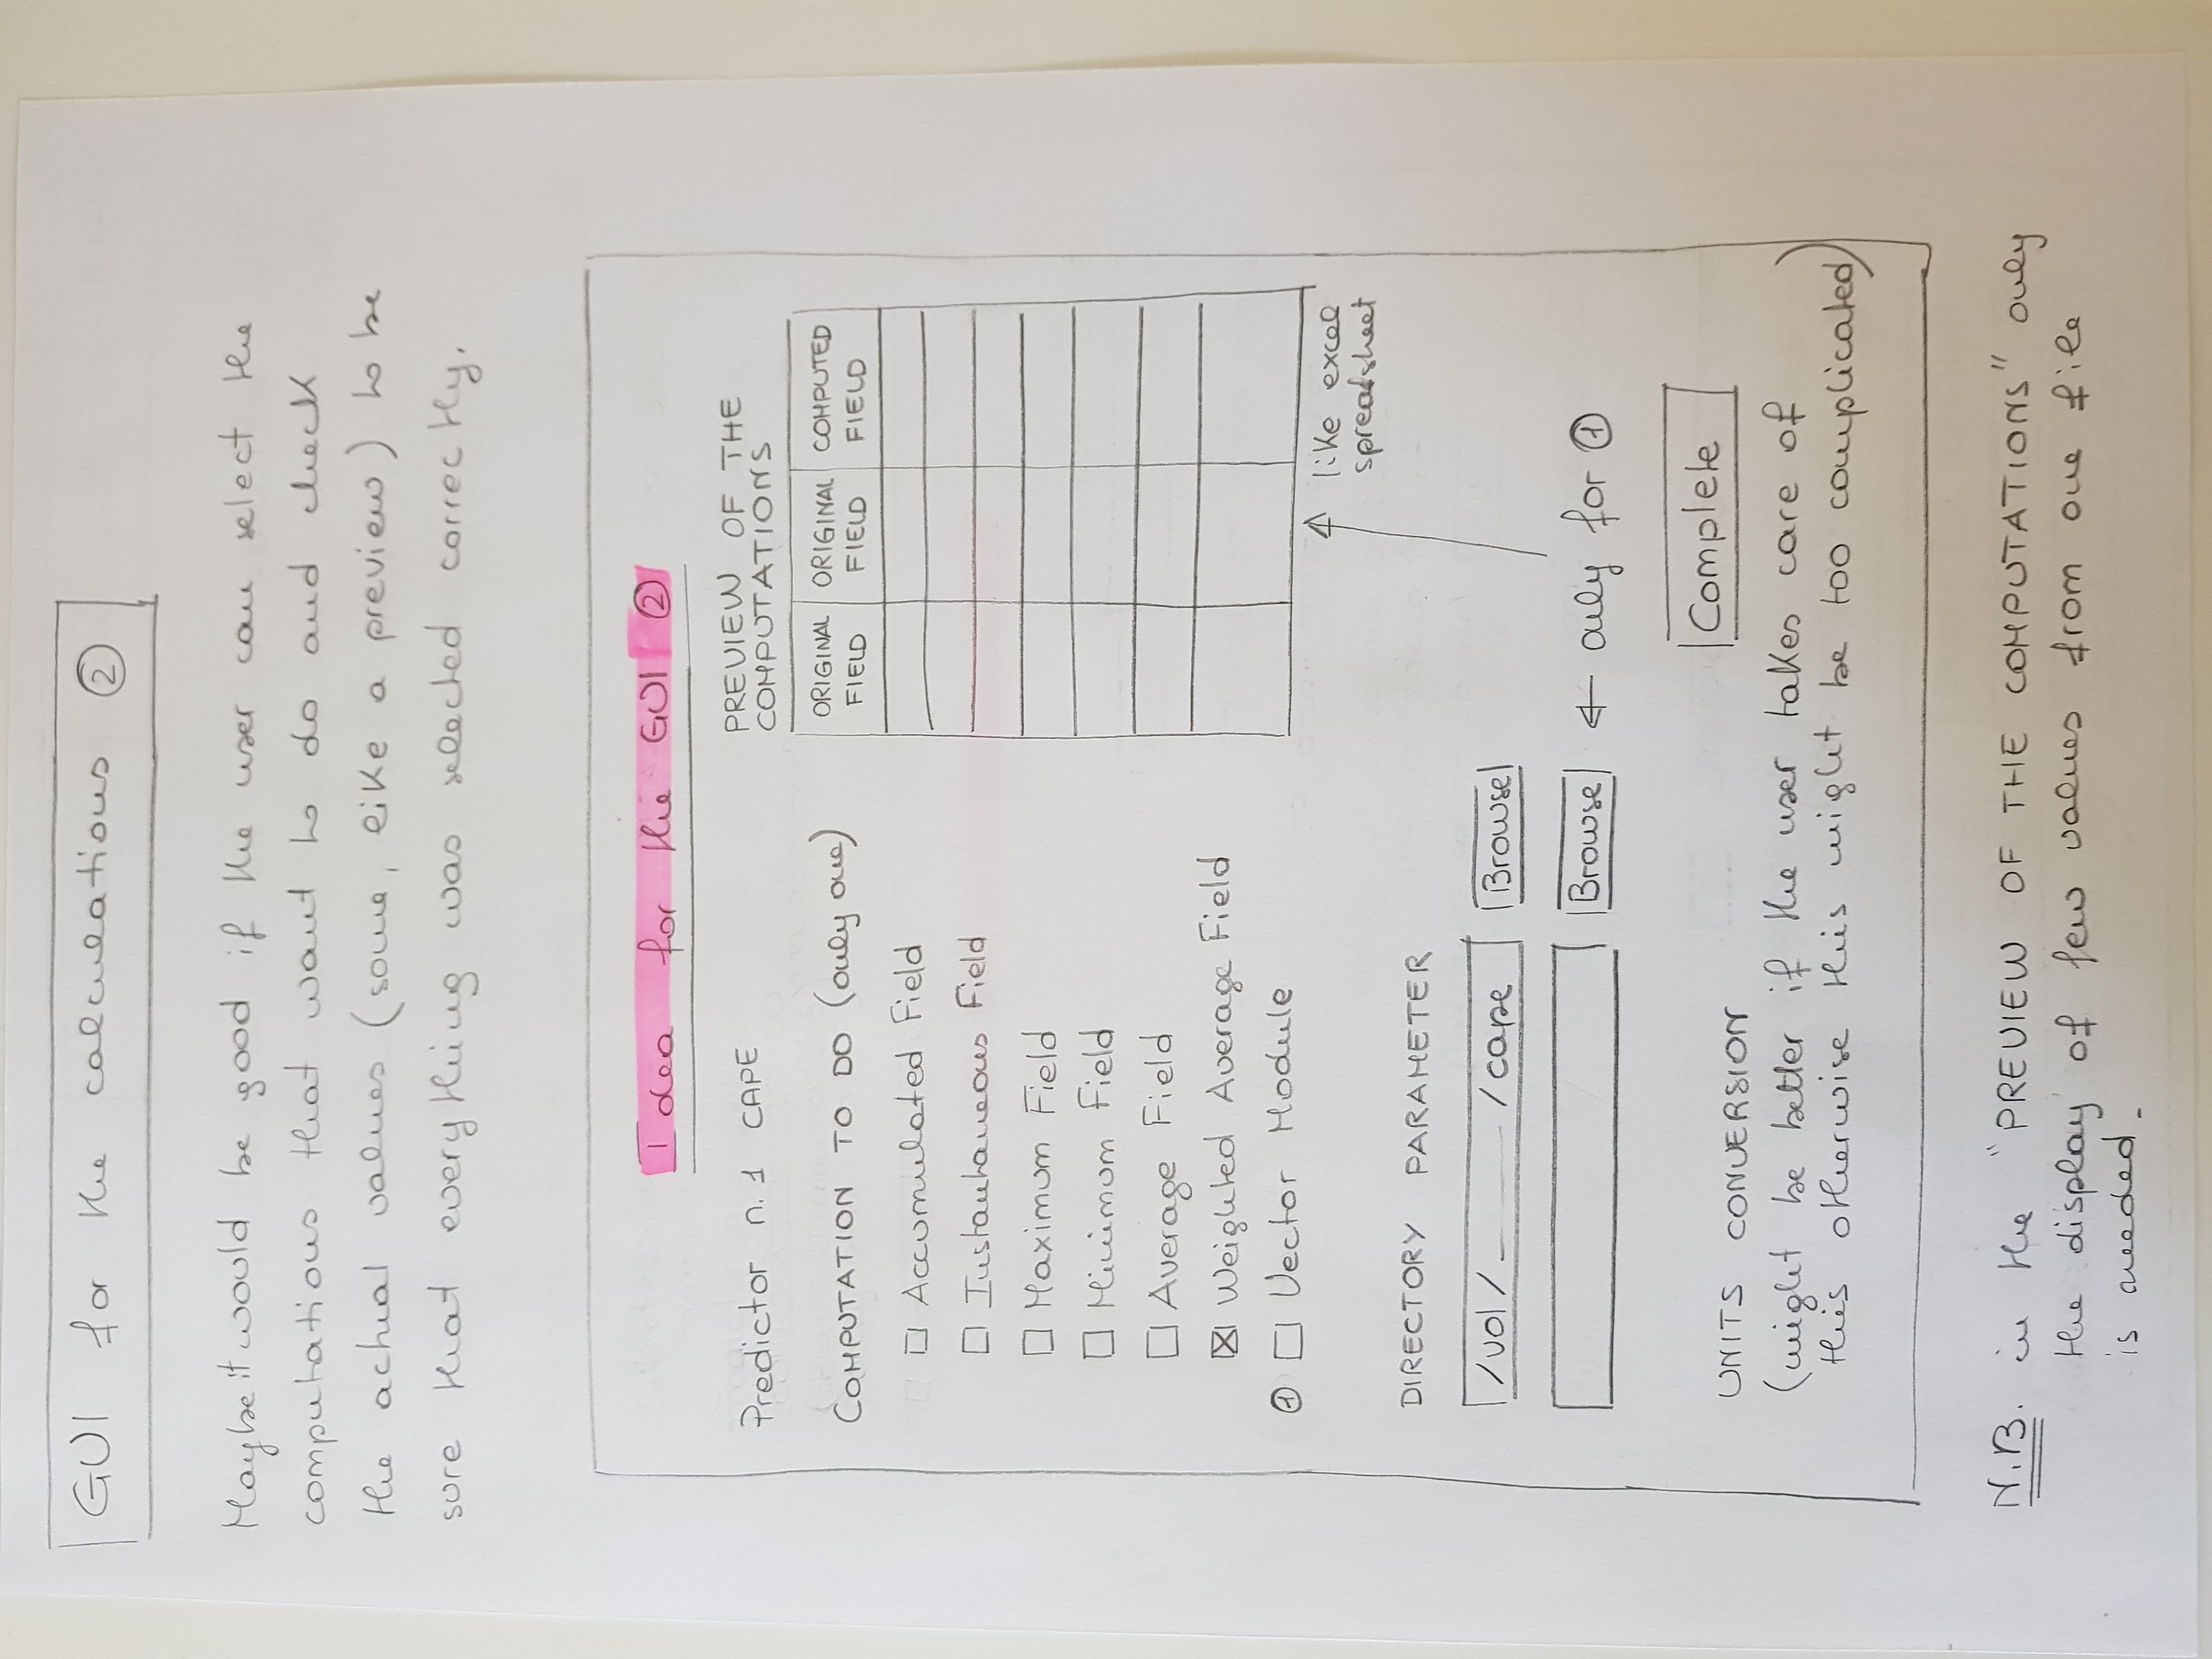 GUI for the calculations ②
Maybe it would be good if the user can select the
computations that want to do and check
the actual values (some, like a preview) to be
sure that everything was selected correctly.
Idea for the GUI ②
Predictor n.1 CAPE
COMPUTATION TO DO (only one)
□ Accumulated Field
□ Instantaneous Field
□ Maximum Field
□ Minimum Field
□ Average Field
☒ Weighted Average Field
① □ Vector Module
PREVIEW OF THE
COMPUTATIONS
ORIGINAL FIELD ORIGINAL FIELD COMPUTED FIELD
like excel
spreadsheet
DIRECTORY PARAMETER
/vol/____/cape Browse
Browse ← only for ①
UNITS CONVERSION
Complete
(might be better if the user takes care of
this otherwise this might be too complicated)
N.B. in the "PREVIEW OF THE COMPUTATIONS" only
the display of few values from one file
is needed.